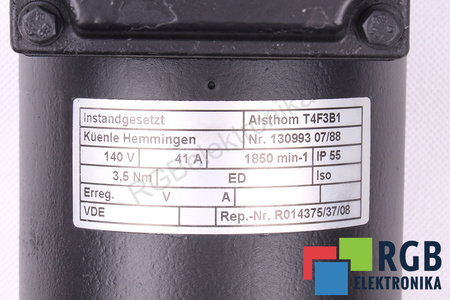 Instandgesetzt Alsthom T4F3B1
Küenle Hemmingen Nr. 130993 07/88
140 V 41 A 1850 min-1 IP 55
3,5 Nm ED Iso
Erreg. V A
VDE Rep.-Nr. R014375/37/08
RGBelektronika
RGB
ELEKTRONIKA